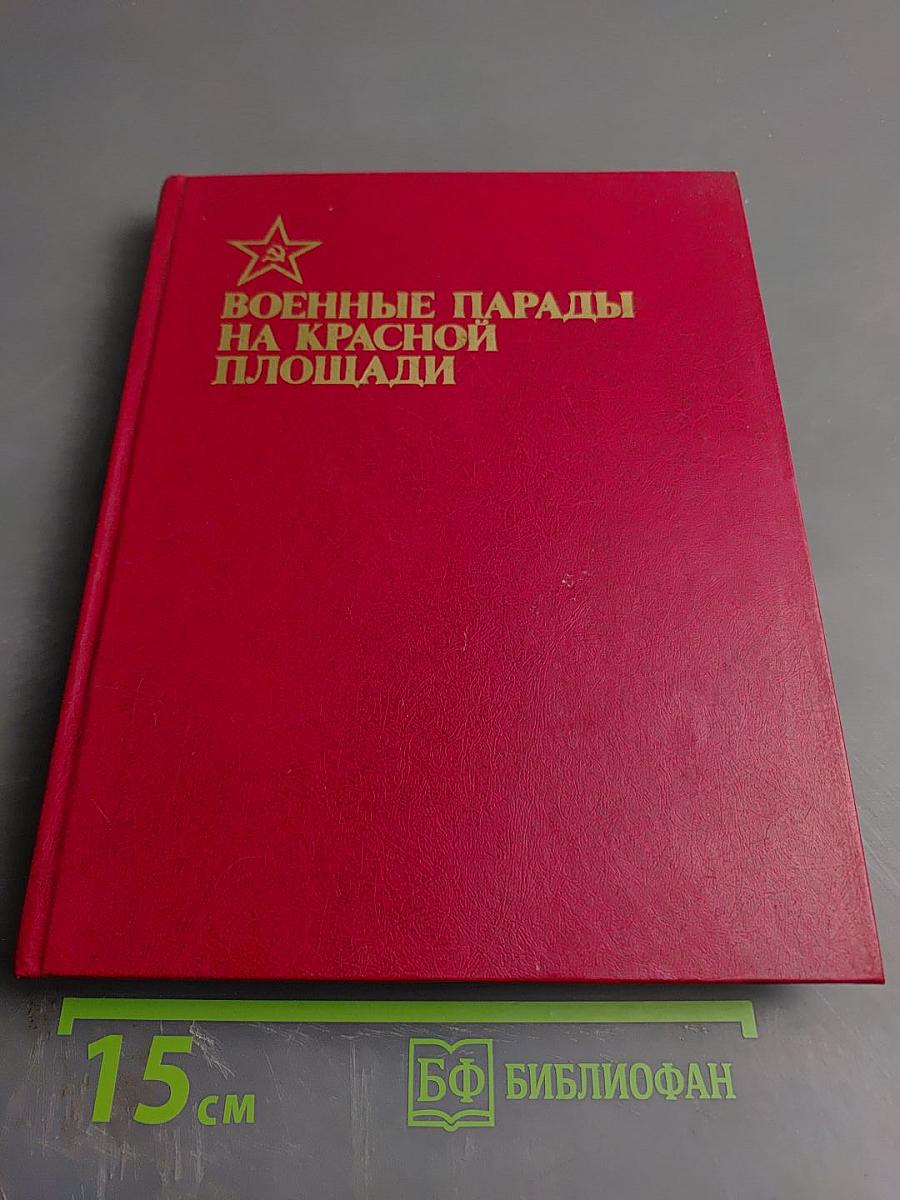 ВОЕННЫЕ ПАРАДЫ
НА КРАСНОЙ
ПЛОЩАДИ
15 см
БФ БИБЛИОФАН